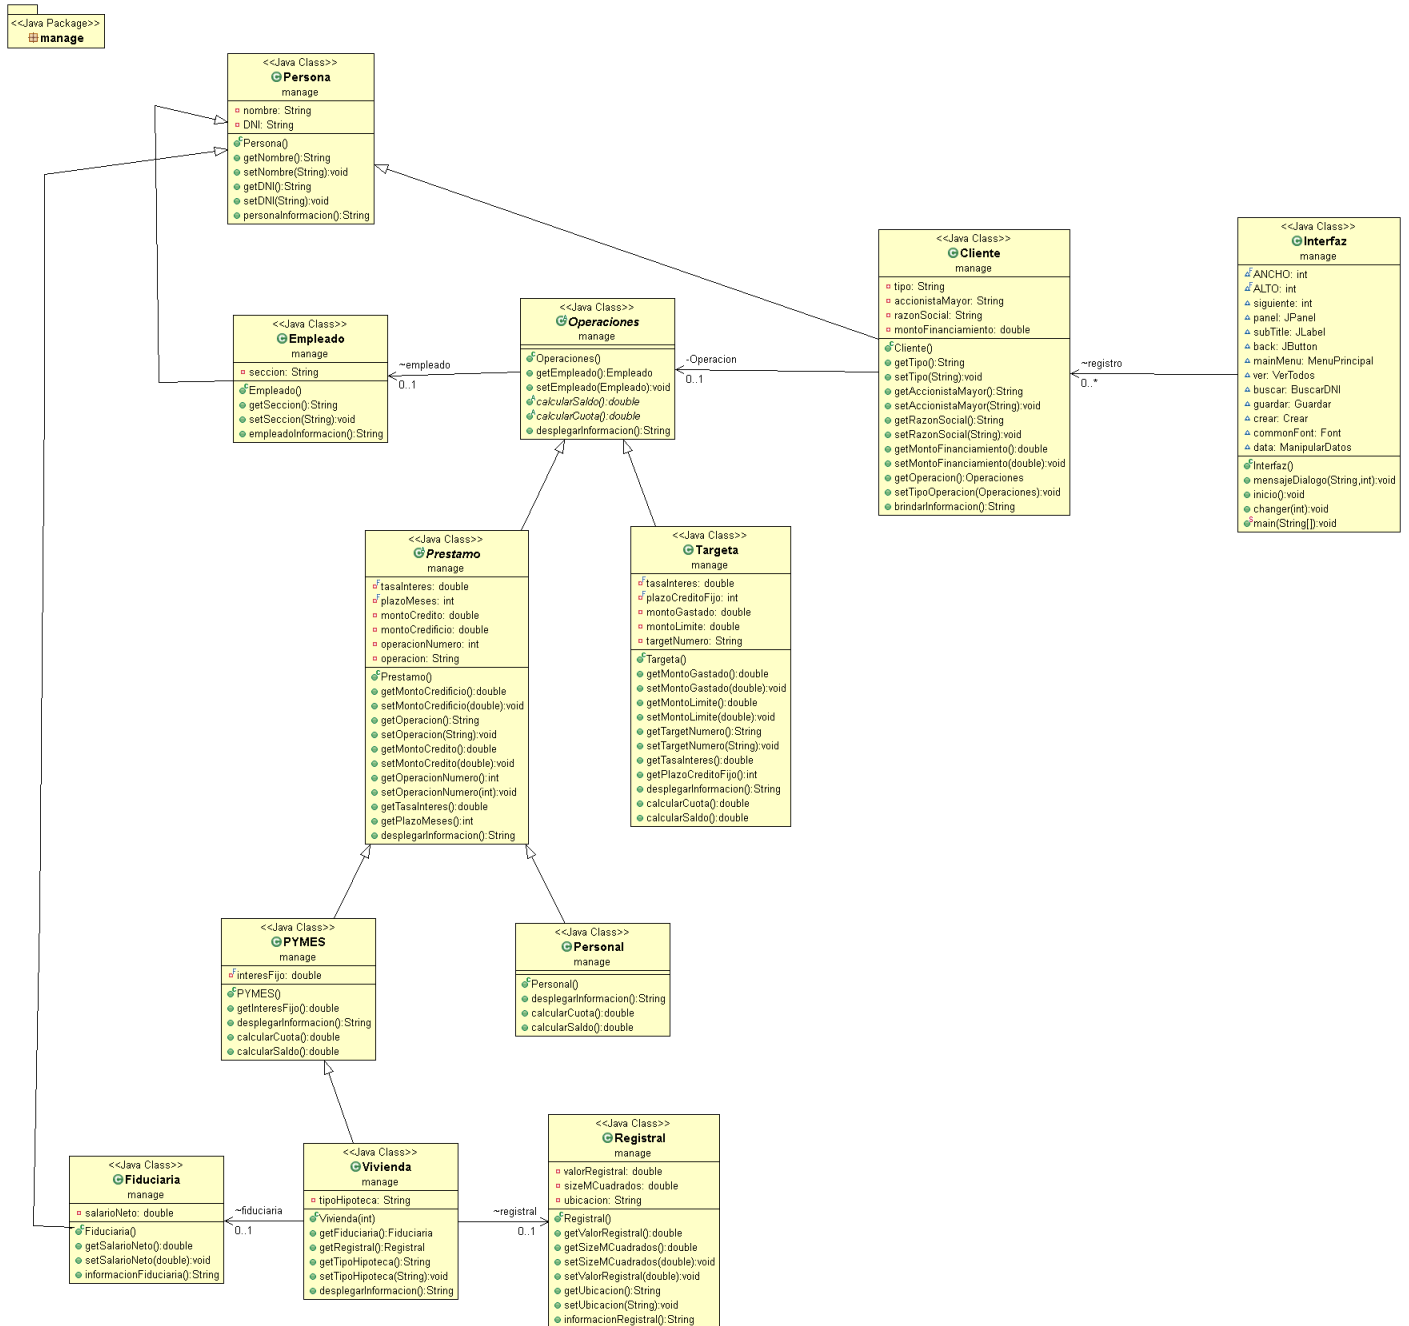 <<Java Package>>
manage
<<Java Class>>
Persona
manage
nombre: String
DNI: String
Persona()
getNombre():String
setNombre(String):void
getDNI():String
setDNI(String):void
personaInformacion():String
<<Java Class>>
Cliente
manage
tipo: String
accionistaMayor: String
razonSocial: String
montoFinanciamiento: double
Cliente()
getTipo():String
setTipo(String):void
getAccionistaMayor():String
setAccionistaMayor(String):void
getRazonSocial():String
setRazonSocial(String):void
getMontoFinanciamiento():double
setMontoFinanciamiento(double):void
getOperacion():Operaciones
setTipoOperacion(Operaciones):void
brindarInformacion():String
~registro
0..*
<<Java Class>>
Interfaz
manage
ANCHO: int
ALTO: int
siguiente: int
panel: JPanel
subTitle: JLabel
back: JButton
mainMenu: MenuPrincipal
ver: VerTodos
buscar: BuscarDNI
guardar: Guardar
crear: Crear
commonFont: Font
data: ManipularDatos
Interfaz()
mensajeDialogo(String,int):void
inicio():void
changer(int):void
main(String[]):void
<<Java Class>>
Empleado
manage
seccion: String
Empleado()
getSeccion():String
setSeccion(String):void
empleadoInformacion():String
~empleado
0..1
<<Java Class>>
Operaciones
manage
Operaciones()
getEmpleado():Empleado
setEmpleado(Empleado):void
calcularSaldo():double
calcularCuota():double
desplegarInformacion():String
-Operacion
0..1
<<Java Class>>
Prestamo
manage
tasaInteres: double
plazoMeses: int
montoCredito: double
montoCredificio: double
operacionNumero: int
operacion: String
Prestamo()
getMontoCredificio():double
setMontoCredificio(double):void
getOperacion():String
setOperacion(String):void
getMontoCredito():double
setMontoCredito(double):void
getOperacionNumero():int
setOperacionNumero(int):void
getTasaInteres():double
getPlazoMeses():int
desplegarInformacion():String
<<Java Class>>
Targeta
manage
tasaInteres: double
plazoCreditoFijo: int
montoGastado: double
montoLimite: double
targetNumero: String
Targeta()
getMontoGastado():double
setMontoGastado(double):void
getMontoLimite():double
setMontoLimite(double):void
getTargetNumero():String
setTargetNumero(String):void
getTasaInteres():double
getPlazoCreditoFijo():int
desplegarInformacion():String
calcularCuota():double
calcularSaldo():double
<<Java Class>>
PYMES
manage
interesFijo: double
PYMES()
getInteresFijo():double
desplegarInformacion():String
calcularCuota():double
calcularSaldo():double
<<Java Class>>
Personal
manage
Personal()
desplegarInformacion():String
calcularCuota():double
calcularSaldo():double
<<Java Class>>
Fiduciaria
manage
salarioNeto: double
Fiduciaria()
getSalarioNeto():double
setSalarioNeto(double):void
informacionFiduciaria():String
~fiduciaria
0..1
<<Java Class>>
Vivienda
manage
tipoHipoteca: String
Vivienda(int)
getFiduciaria():Fiduciaria
getRegistral():Registral
getTipoHipoteca():String
setTipoHipoteca(String):void
desplegarInformacion():String
~registral
0..1
<<Java Class>>
Registral
manage
valorRegistral: double
sizeMCuadrados: double
ubicacion: String
Registral()
getValorRegistral():double
getSizeMCuadrados():double
setSizeMCuadrados(double):void
setValorRegistral(double):void
getUbicacion():String
setUbicacion(String):void
informacionRegistral():String